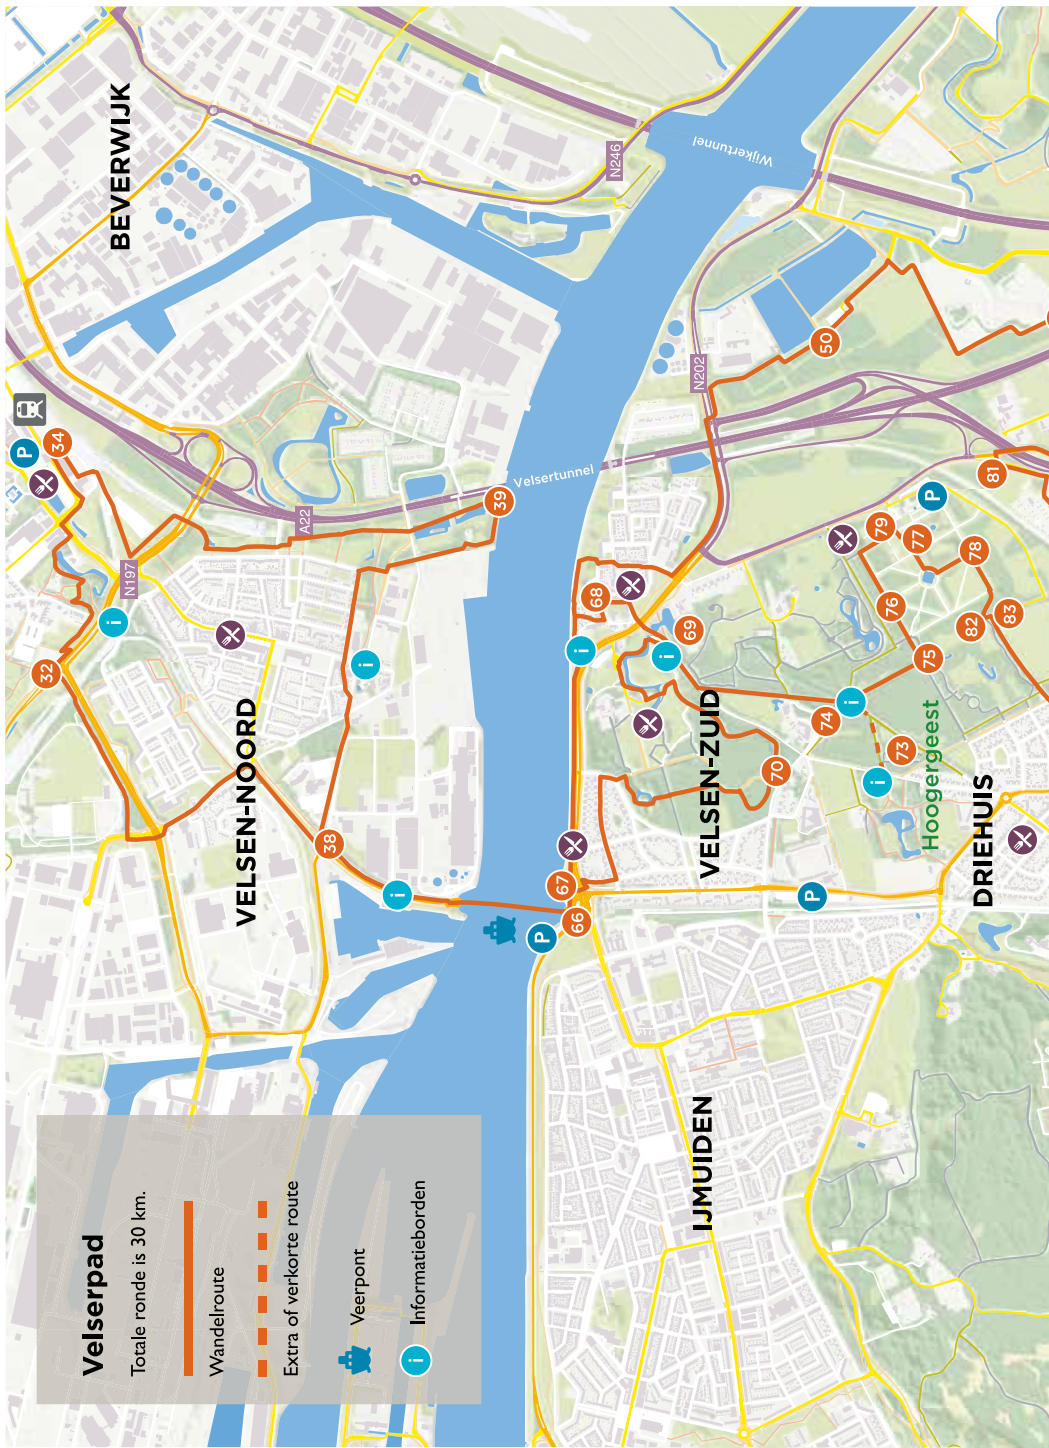 Velserpad
Totale ronde is 30 km.
Wandelroute
Extra of verkorte route
Veerpont
Informatieborden
BEVERWIJK
VELSEN-NOORD
VELSEN-ZUID
IJMUIDEN
DRIEHUIS
Hoogergeest
Velsertunnel
Wijkertunnel
N197
A22
N246
N202
P
34
32
39
38
i
i
i
P
66
67
68
69
70
i
i
50
81
P
79
77
78
76
75
82
83
74
73
i
i
P